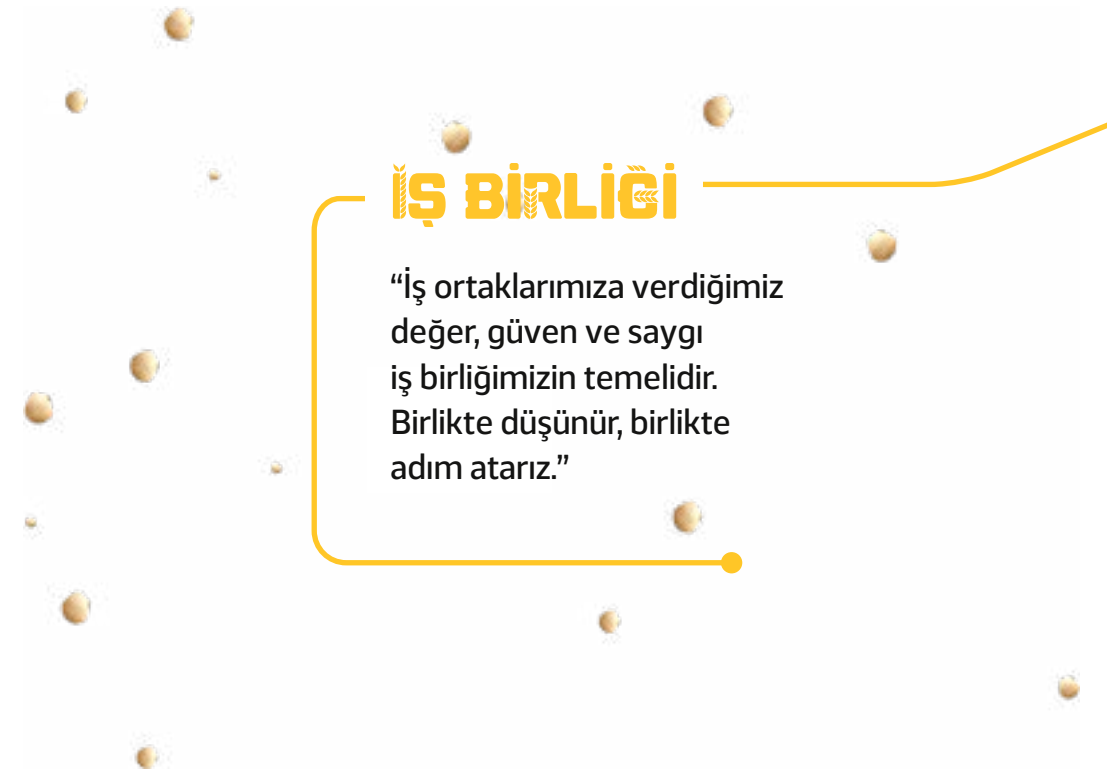 İŞ BİRLİĞİ
“İş ortaklarımıza verdiğimiz
değer, güven ve saygı
iş birliğimizin temelidir.
Birlikte düşünür, birlikte
adım atarız.”